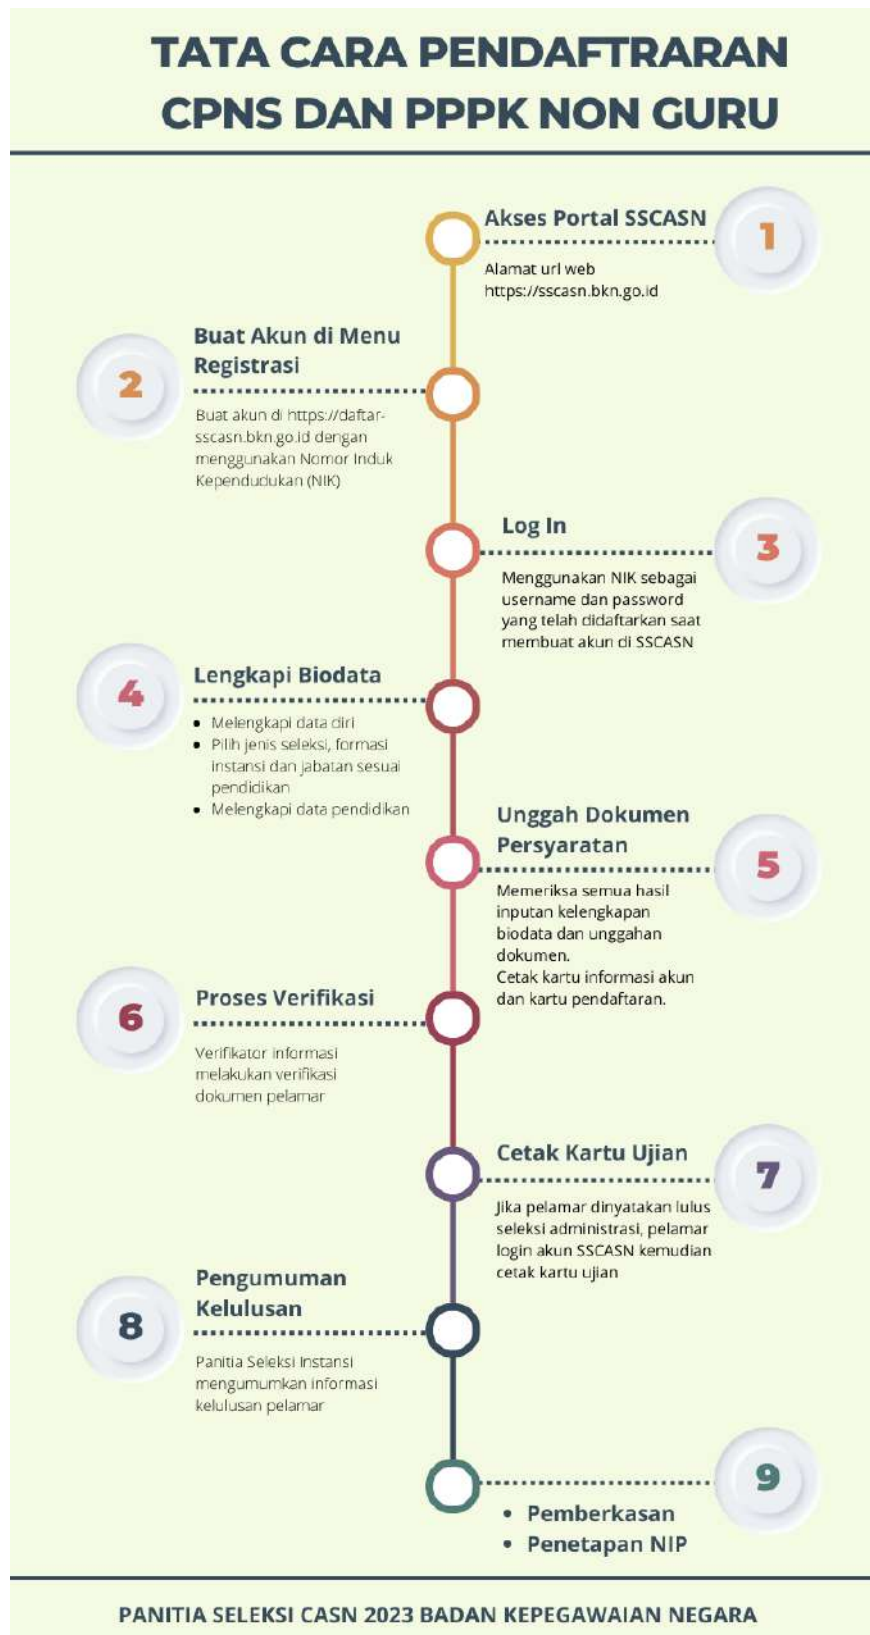 TATA CARA PENDAFTRARAN
CPNS DAN PPPK NON GURU
Akses Portal SSCASN
1
Alamat url web
https://sscasn.bkn.go.id
Buat Akun di Menu
Registrasi
2
Buat akun di https://daftar-
sscasn.bkn.go.id dengan
menggunakan Nomor Induk
Kependudukan (NIK)
Log In
3
Menggunakan NIK sebagai
username dan password
yang telah didaftarkan saat
membuat akun di SSCASN
4
Lengkapi Biodata
• Melengkapi data diri
• Pilih jenis seleksi, formasi
instansi dan jabatan sesuai
pendidikan
• Melengkapi data pendidikan
Unggah Dokumen
Persyaratan
5
Memeriksa semua hasil
inputan kelengkapan
biodata dan unggahan
dokumen.
Cetak kartu informasi akun
dan kartu pendaftaran.
6
Proses Verifikasi
Verifikator informasi
melakukan verifikasi
dokumen pelamar
Cetak Kartu Ujian
7
Jika pelamar dinyatakan lulus
seleksi administrasi, pelamar
login akun SSCASN kemudian
cetak kartu ujian
Pengumuman
Kelulusan
8
Panitia Seleksi Instansi
mengumumkan informasi
kelulusan pelamar
9
• Pemberkasan
• Penetapan NIP
PANITIA SELEKSI CASN 2023 BADAN KEPEGAWAIAN NEGARA